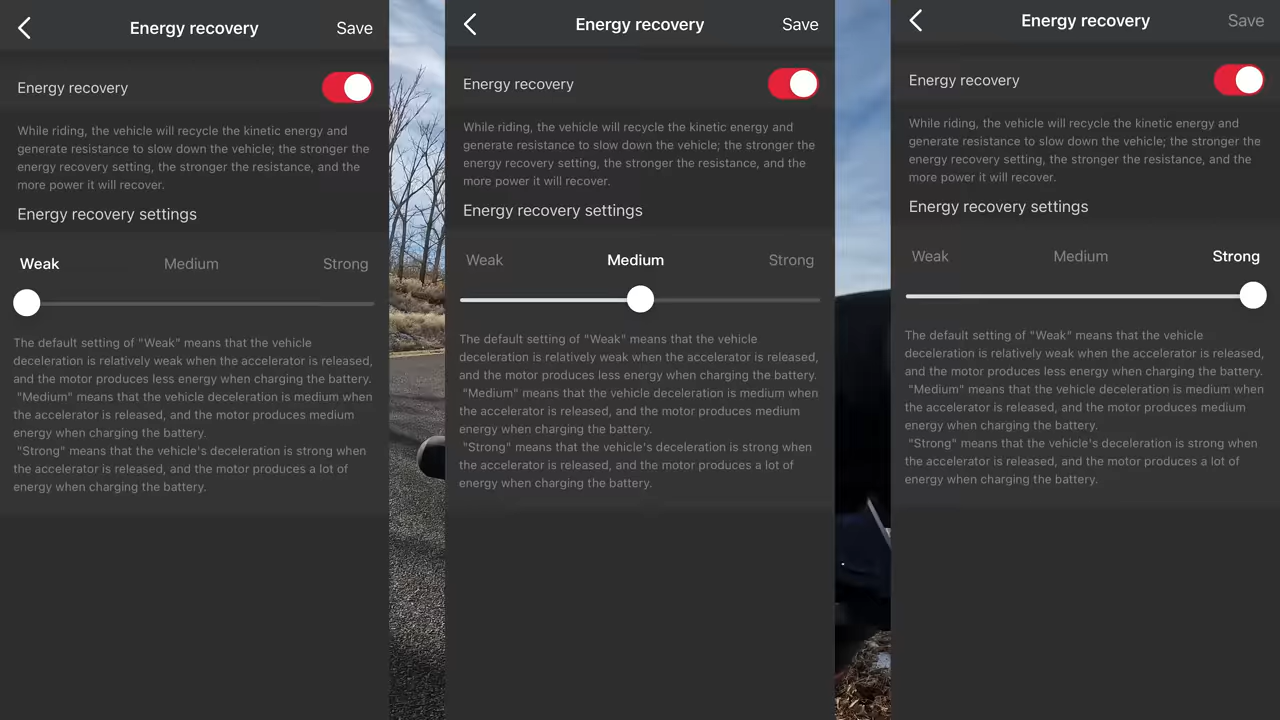 Energy recovery
Save
Energy recovery
While riding, the vehicle will recycle the kinetic energy and
generate resistance to slow down the vehicle; the stronger the
energy recovery setting, the stronger the resistance, and the
more power it will recover.
Energy recovery settings
Weak Medium Strong
The default setting of "Weak" means that the vehicle
deceleration is relatively weak when the accelerator is released,
and the motor produces less energy when charging the battery.
"Medium" means that the vehicle deceleration is medium when
the accelerator is released, and the motor produces medium
energy when charging the battery.
"Strong" means that the vehicle's deceleration is strong when
the accelerator is released, and the motor produces a lot of
energy when charging the battery.
Energy recovery
Save
Energy recovery
While riding, the vehicle will recycle the kinetic energy and
generate resistance to slow down the vehicle; the stronger the
energy recovery setting, the stronger the resistance, and the
more power it will recover.
Energy recovery settings
Weak Medium Strong
The default setting of "Weak" means that the vehicle
deceleration is relatively weak when the accelerator is released,
and the motor produces less energy when charging the battery.
"Medium" means that the vehicle deceleration is medium when
the accelerator is released, and the motor produces medium
energy when charging the battery.
"Strong" means that the vehicle's deceleration is strong when
the accelerator is released, and the motor produces a lot of
energy when charging the battery.
Energy recovery
Save
Energy recovery
While riding, the vehicle will recycle the kinetic energy and
generate resistance to slow down the vehicle; the stronger the
energy recovery setting, the stronger the resistance, and the
more power it will recover.
Energy recovery settings
Weak Medium Strong
The default setting of "Weak" means that the vehicle
deceleration is relatively weak when the accelerator is released,
and the motor produces less energy when charging the battery.
"Medium" means that the vehicle deceleration is medium when
the accelerator is released, and the motor produces medium
energy when charging the battery.
"Strong" means that the vehicle's deceleration is strong when
the accelerator is released, and the motor produces a lot of
energy when charging the battery.